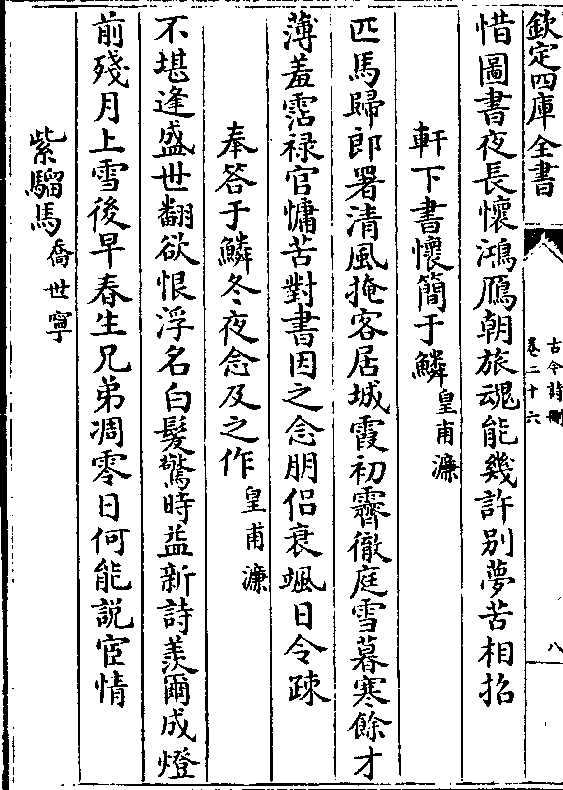 欽定四庫全書
古今詩刪
卷二十六
八
惜圖書夜長懷鴻鴈朝旅魂能幾許别夢苦相招
軒下書懷簡于鱗 皇甫濂
匹馬歸郎署清風掩客居城霞初霽徹庭雪暮寒餘才
薄羞霑禄官慵苦對書因之念朋侣衰颯日令疎
奉答于鱗冬夜念及之作 皇甫濂
不堪逢盛世翻欲恨浮名白髮驚時益新詩羨爾成燈
前殘月上雪後早春生兄弟凋零日何能説宦情
紫騮馬 喬世寧